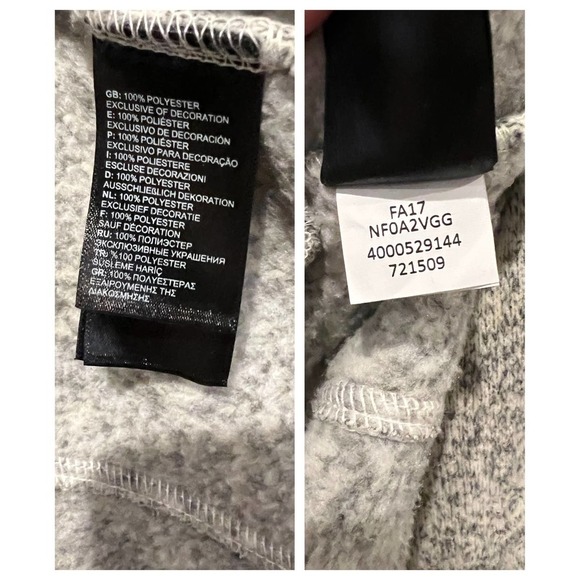 GB: 100% POLYESTER
EXCLUSIVE OF DECORATION
E: 100% POLIÉSTER
EXCLUSIVO DE DECORACIÓN
P: 100% POLIÉSTER
EXCLUSIVO PARA DECORAÇÃO
I: 100% POLIESTERE
ESCLUSE DECORAZIONI
D: 100% POLYESTER
AUSSCHLIEßLICH DEKORATION
NL: 100% POLYESTER
EXCLUSIEF DECORATIE
F: 100% POLYESTER
SAUF DÉCORATION
RU: 100% ПОЛИЭСТЕР
ЭКСКЛЮЗИВНЫЕ УКРАШЕНИЯ
TR: %100 POLYESTER
SÜSLEME HARİÇ
GR: 100% ΠΟΛΥΕΣΤΕΡΑΣ
ΕΞΑΙΡΟΥΜΕΝΗΣ ΤΗΣ
ΔΙΑΚΟΣΜΗΣΗΣ
FA17
NF0A2VGG
4000529144
721509